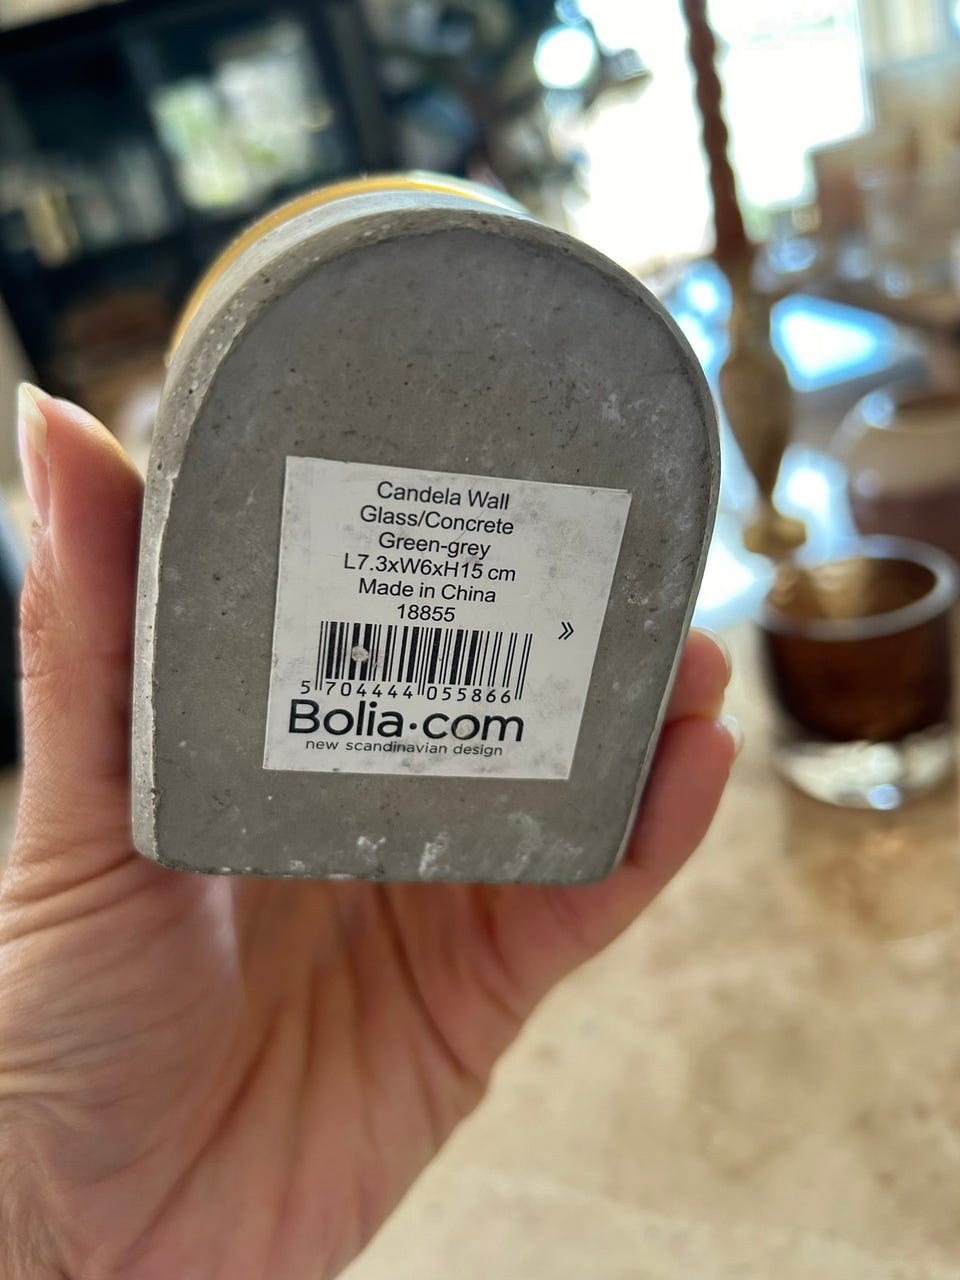 Candela Wall
Glass/Concrete
Green-grey
L7.3xW6xH15 cm
Made in China
18855
»
5 704444 055866
Bolia.com
new scandinavian design